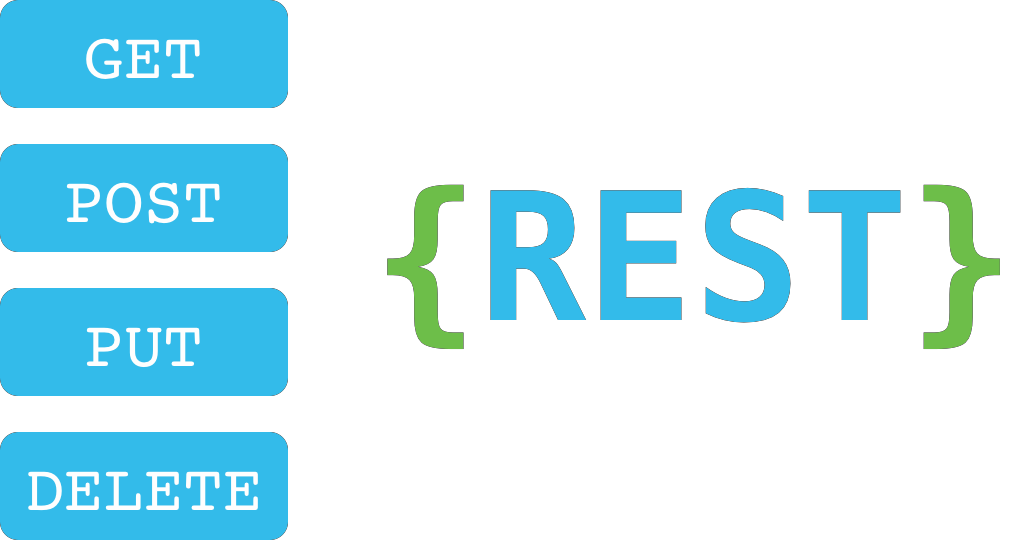 GET
POST
PUT
DELETE
{REST}